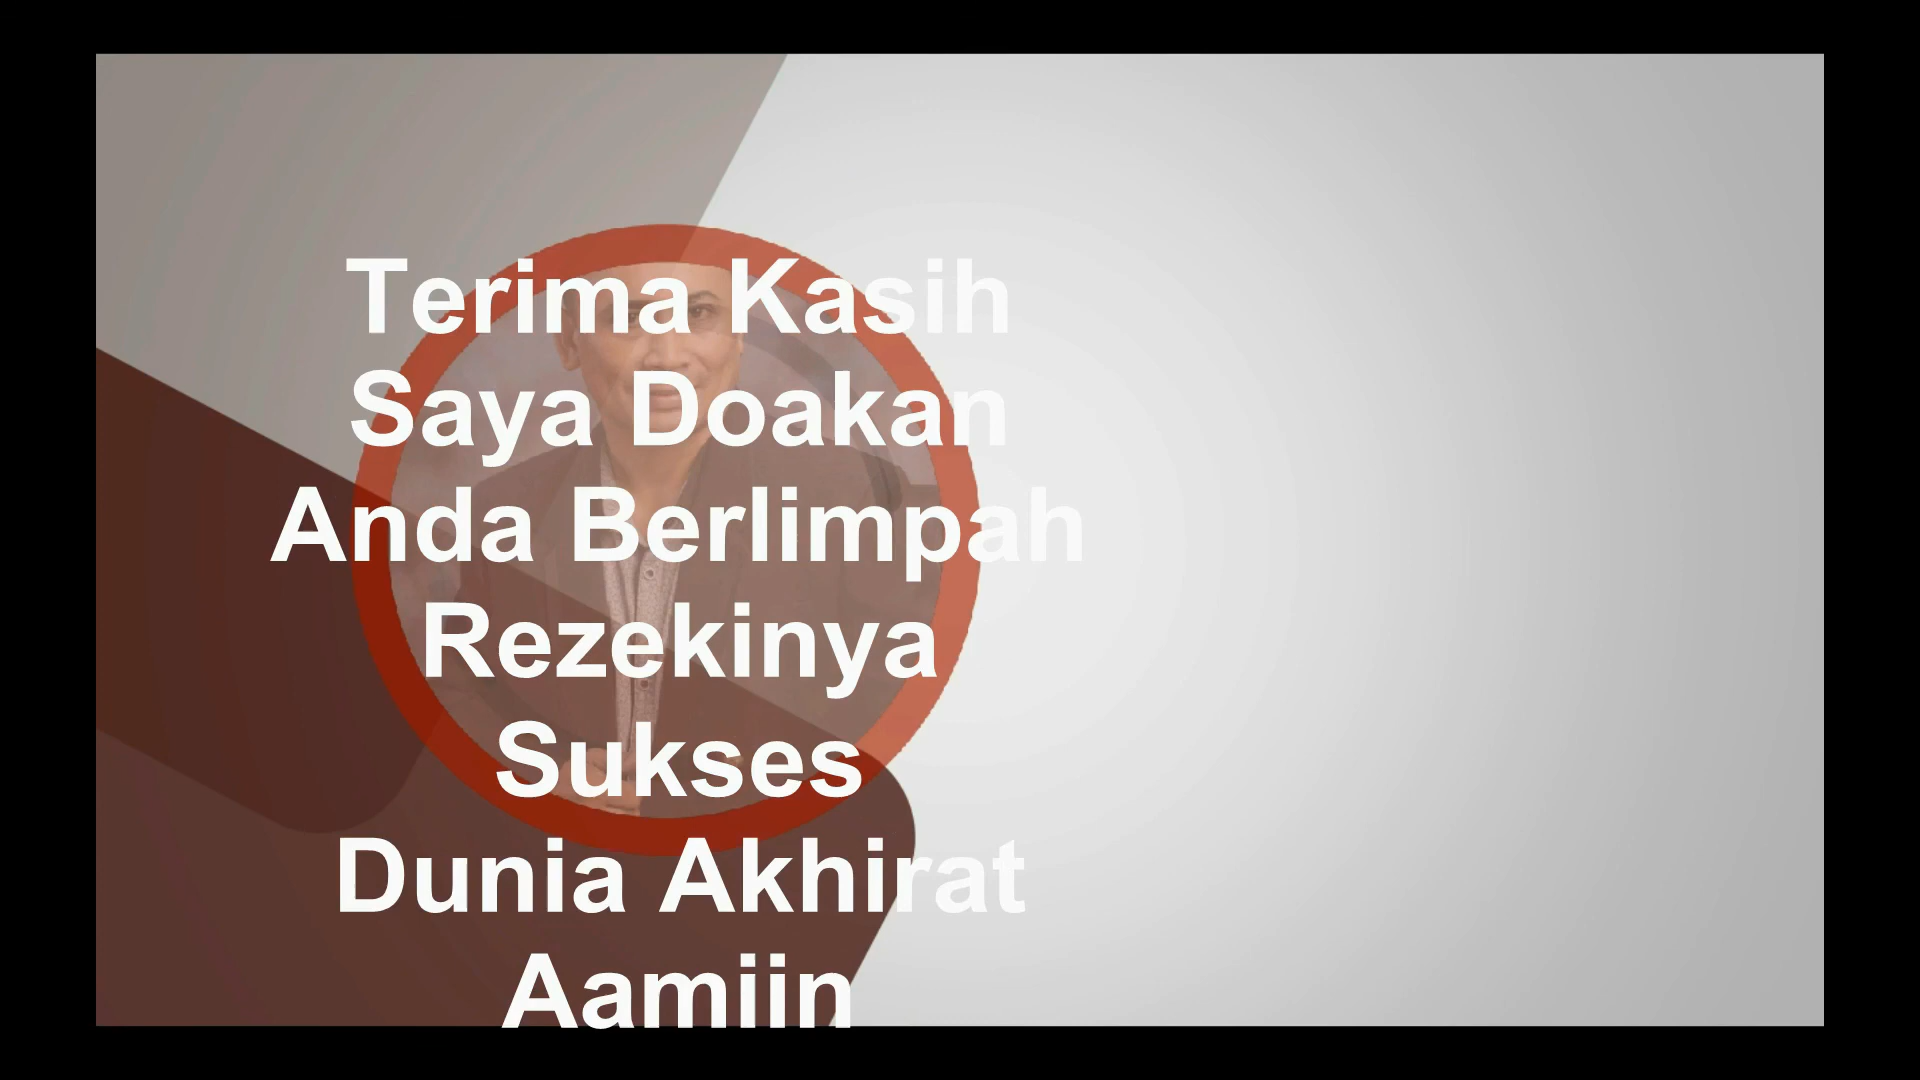 Terima Kasih
Saya Doakan
Anda Berlimpah
Rezekinya
Sukses
Dunia Akhirat
Aamiin